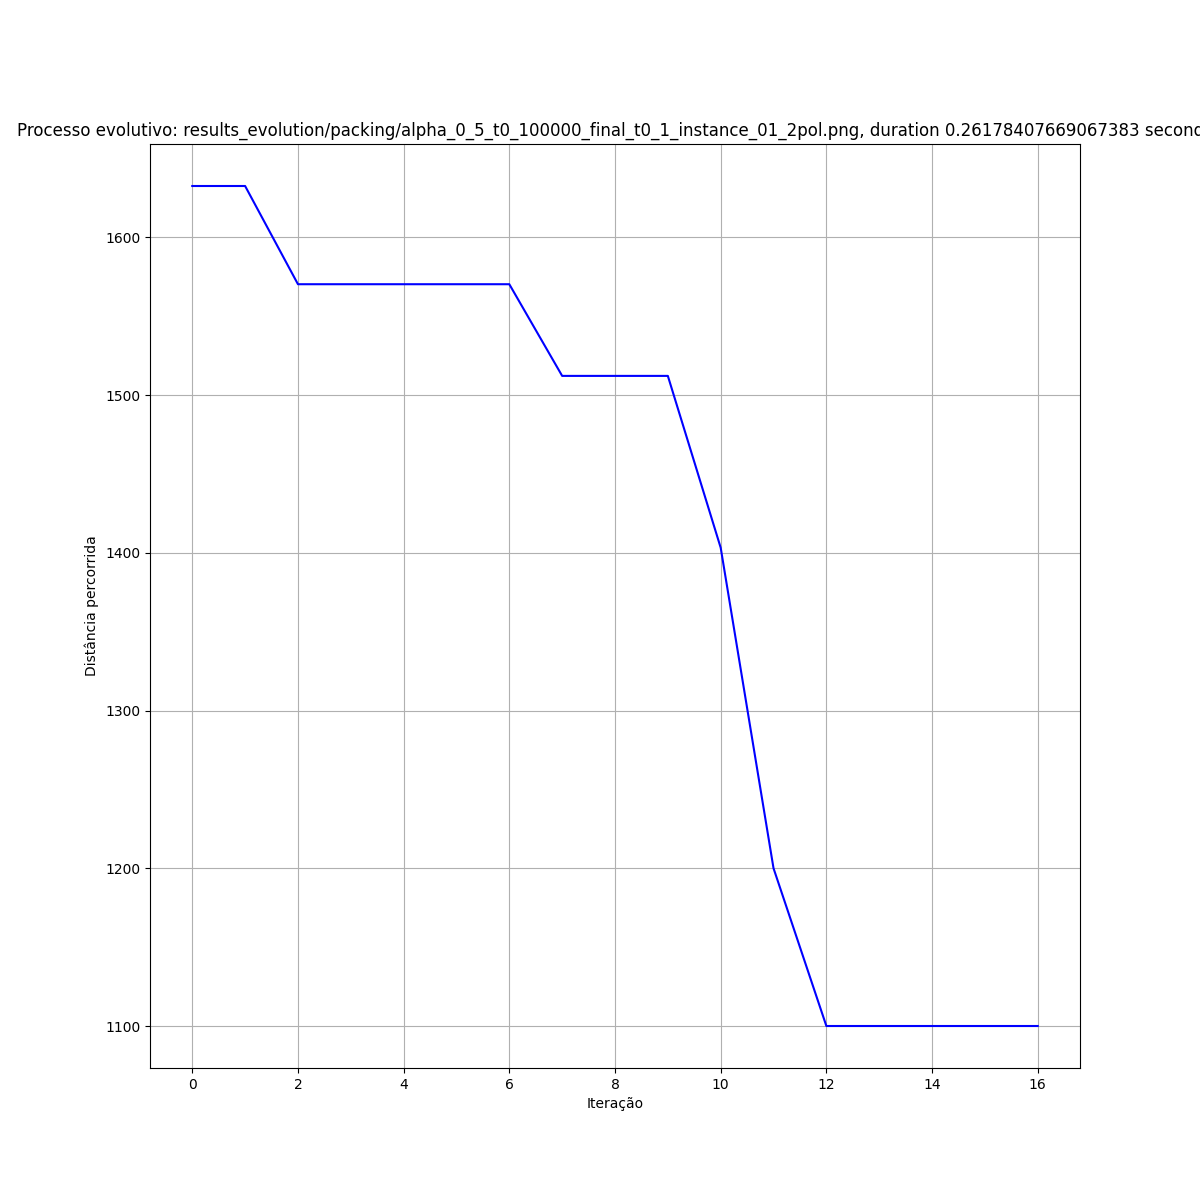 Processo evolutivo: results_evolution/packing/alpha_0_5_t0_100000_final_t0_1_instance_01_2pol.png, duration 0.26178407669067383 second
1600
1500
1400
1300
1200
1100
Distância percorrida
0 2 4 6 8 10 12 14 16
Iteração